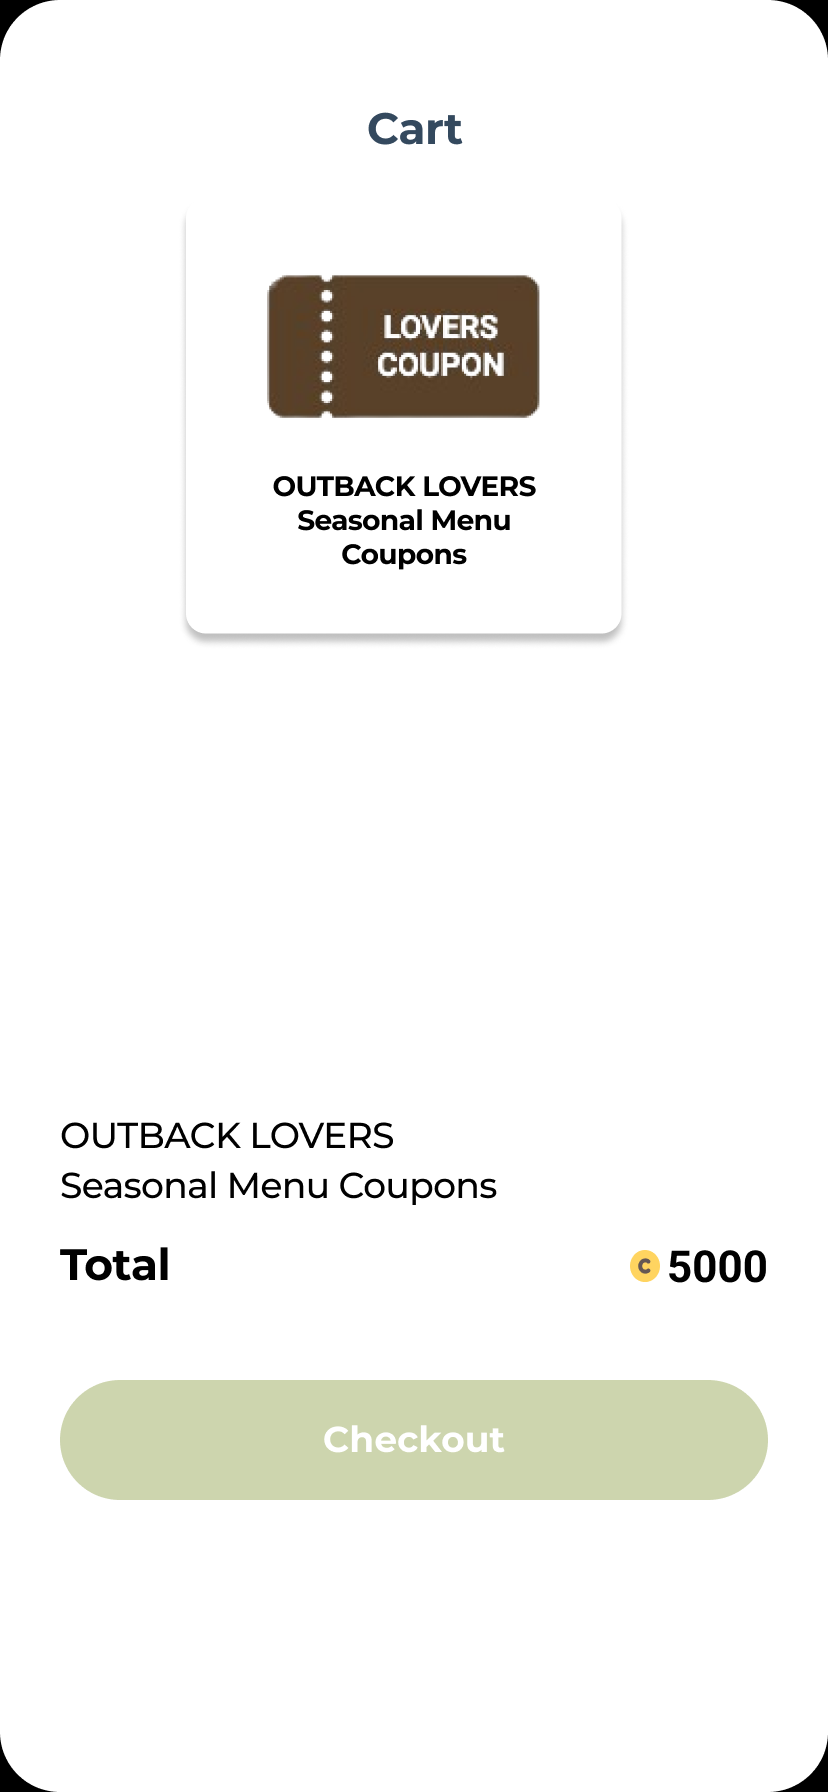 Cart
LOVERS
COUPON
OUTBACK LOVERS
Seasonal Menu
Coupons
OUTBACK LOVERS
Seasonal Menu Coupons
Total C 5000
Checkout